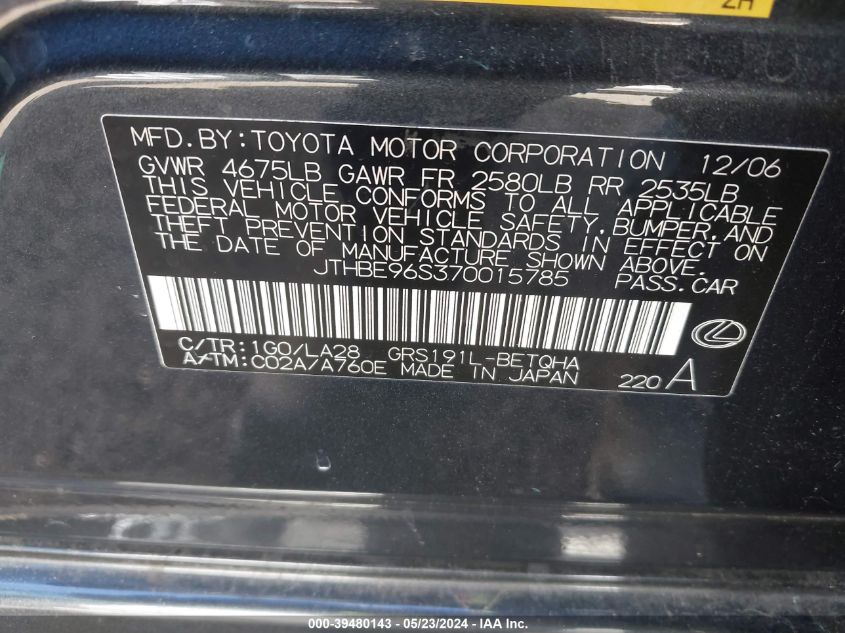 2H
MFD.BY:TOYOTA MOTOR CORPORATION 12/06
GVWR 4675LB GAWR FR 2580LB RR 2535LB
THIS VEHICLE CONFORMS TO ALL APPLICABLE
FEDERAL MOTOR VEHICLE SAFETY,BUMPER,AND
THEFT PREVENTION STANDARDS IN EFFECT ON
THE DATE OF MANUFACTURE SHOWN ABOVE.
JTHBE96S370015785 PASS.CAR
C/TR:1G0/LA28 GRS191L-BETQHA
A/TM:C02A/A760E MADE IN JAPAN 220 A
000-39480143 - 05/23/2024 - IAAI Inc.